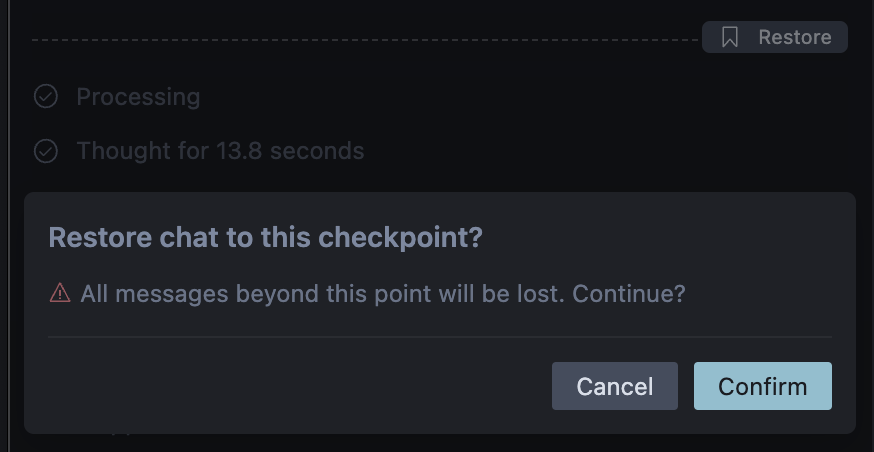 Restore
Processing
Thought for 13.8 seconds
Restore chat to this checkpoint?
All messages beyond this point will be lost. Continue?
Cancel
Confirm